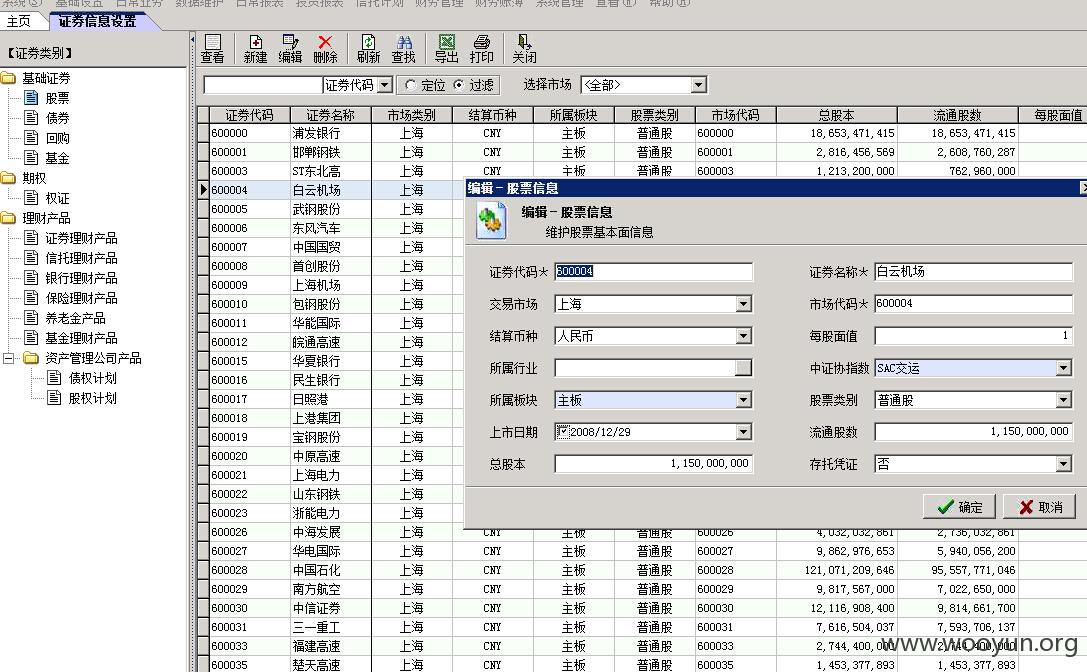 系统(S) 基础设置 日常业务 数据维护 日常报表 投资报表 信托计划 财务管理 财务账簿 系统管理 查看(V) 帮助(H)
主页 证券信息设置
【证券类别】
基础证券
股票
债券
回购
基金
期权
权证
理财产品
证券理财产品
信托理财产品
银行理财产品
保险理财产品
养老金产品
基金理财产品
资产管理公司产品
债权计划
股权计划
查看 新建 编辑 删除 刷新 查找 导出 打印 关闭
证券代码 定位 过滤 选择市场 <全部>
证券代码 证券名称 市场类别 结算币种 所属板块 股票类别 市场代码 总股本 流通股数 每股面值
600000 浦发银行 上海 CNY 主板 普通股 600000 18,653,471,415 18,653,471,415
600001 邯郸钢铁 上海 CNY 主板 普通股 600001 2,816,456,569 2,608,760,287
600003 ST东北高 上海 CNY 主板 普通股 600003 1,213,200,000 762,960,000
600004 白云机场 上海
600005 武钢股份 上海
600006 东风汽车 上海
600007 中国国贸 上海
600008 首创股份 上海
600009 上海机场 上海
600010 包钢股份 上海
600011 华能国际 上海
600012 皖通高速 上海
600015 华夏银行 上海
600016 民生银行 上海
600017 日照港 上海
600018 上港集团 上海
600019 宝钢股份 上海
600020 中原高速 上海
600021 上海电力 上海
600022 山东钢铁 上海
600023 浙能电力 上海
600026 中海发展 上海 CNY 主板 普通股 600026 4,032,032,861 2,736,032,861
600027 华电国际 上海 CNY 主板 普通股 600027 9,862,976,653 5,940,056,200
600028 中国石化 上海 CNY 主板 普通股 600028 121,071,209,646 95,557,771,046
600029 南方航空 上海 CNY 主板 普通股 600029 9,817,567,000 7,022,650,000
600030 中信证券 上海 CNY 主板 普通股 600030 12,116,908,400 9,814,661,700
600031 三一重工 上海 CNY 主板 普通股 600031 7,616,504,037 7,593,706,137
600033 福建高速 上海 CNY 主板 普通股 600033 2,744,400,000
600035 楚天高速 上海 CNY 主板 普通股 600035 1,453,377,893 1,453,377,893
编辑－股票信息
编辑－股票信息
维护股票基本面信息
证券代码* 600004 证券名称* 白云机场
交易市场 上海 市场代码* 600004
结算币种 人民币 每股面值 1
所属行业 中证协指数 SAC交运
所属板块 主板 股票类别 普通股
上市日期 2008/12/29 流通股数 1,150,000,000
总股本 1,150,000,000 存托凭证 否
确定 取消
www.wooyun.org